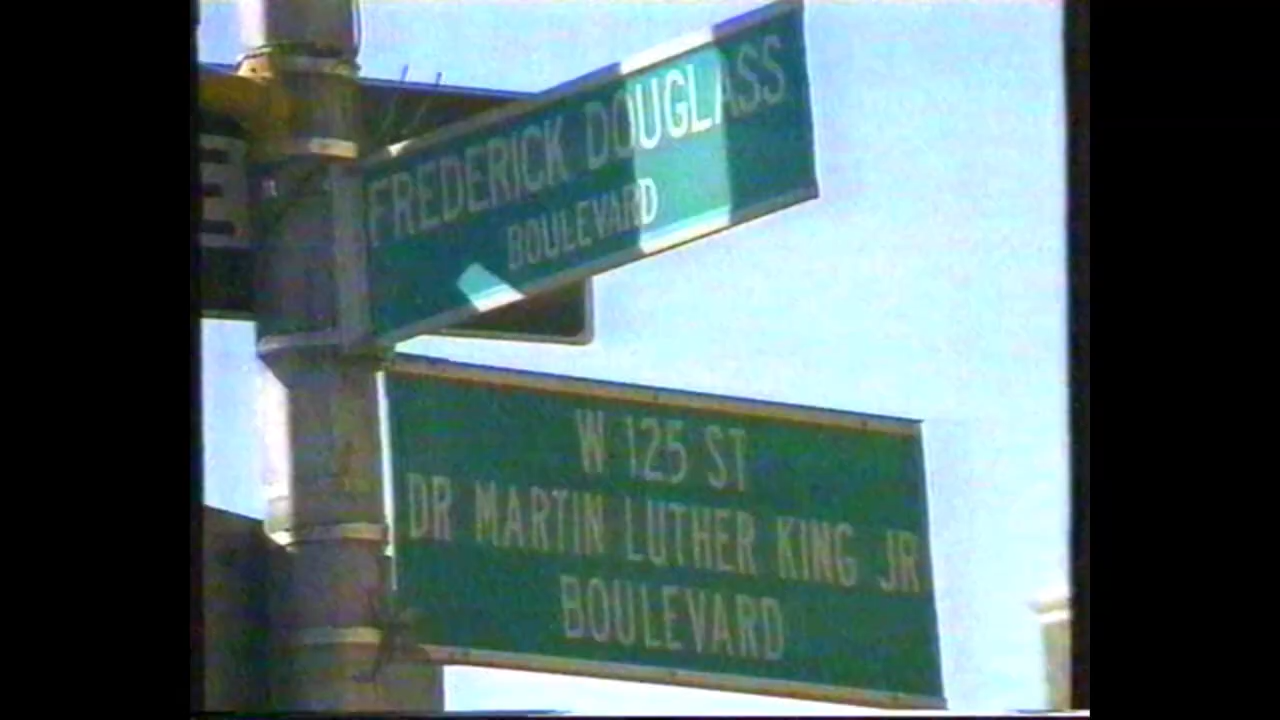 FREDERICK DOUGLASS
BOULEVARD
W 125 ST
DR MARTIN LUTHER KING JR
BOULEVARD